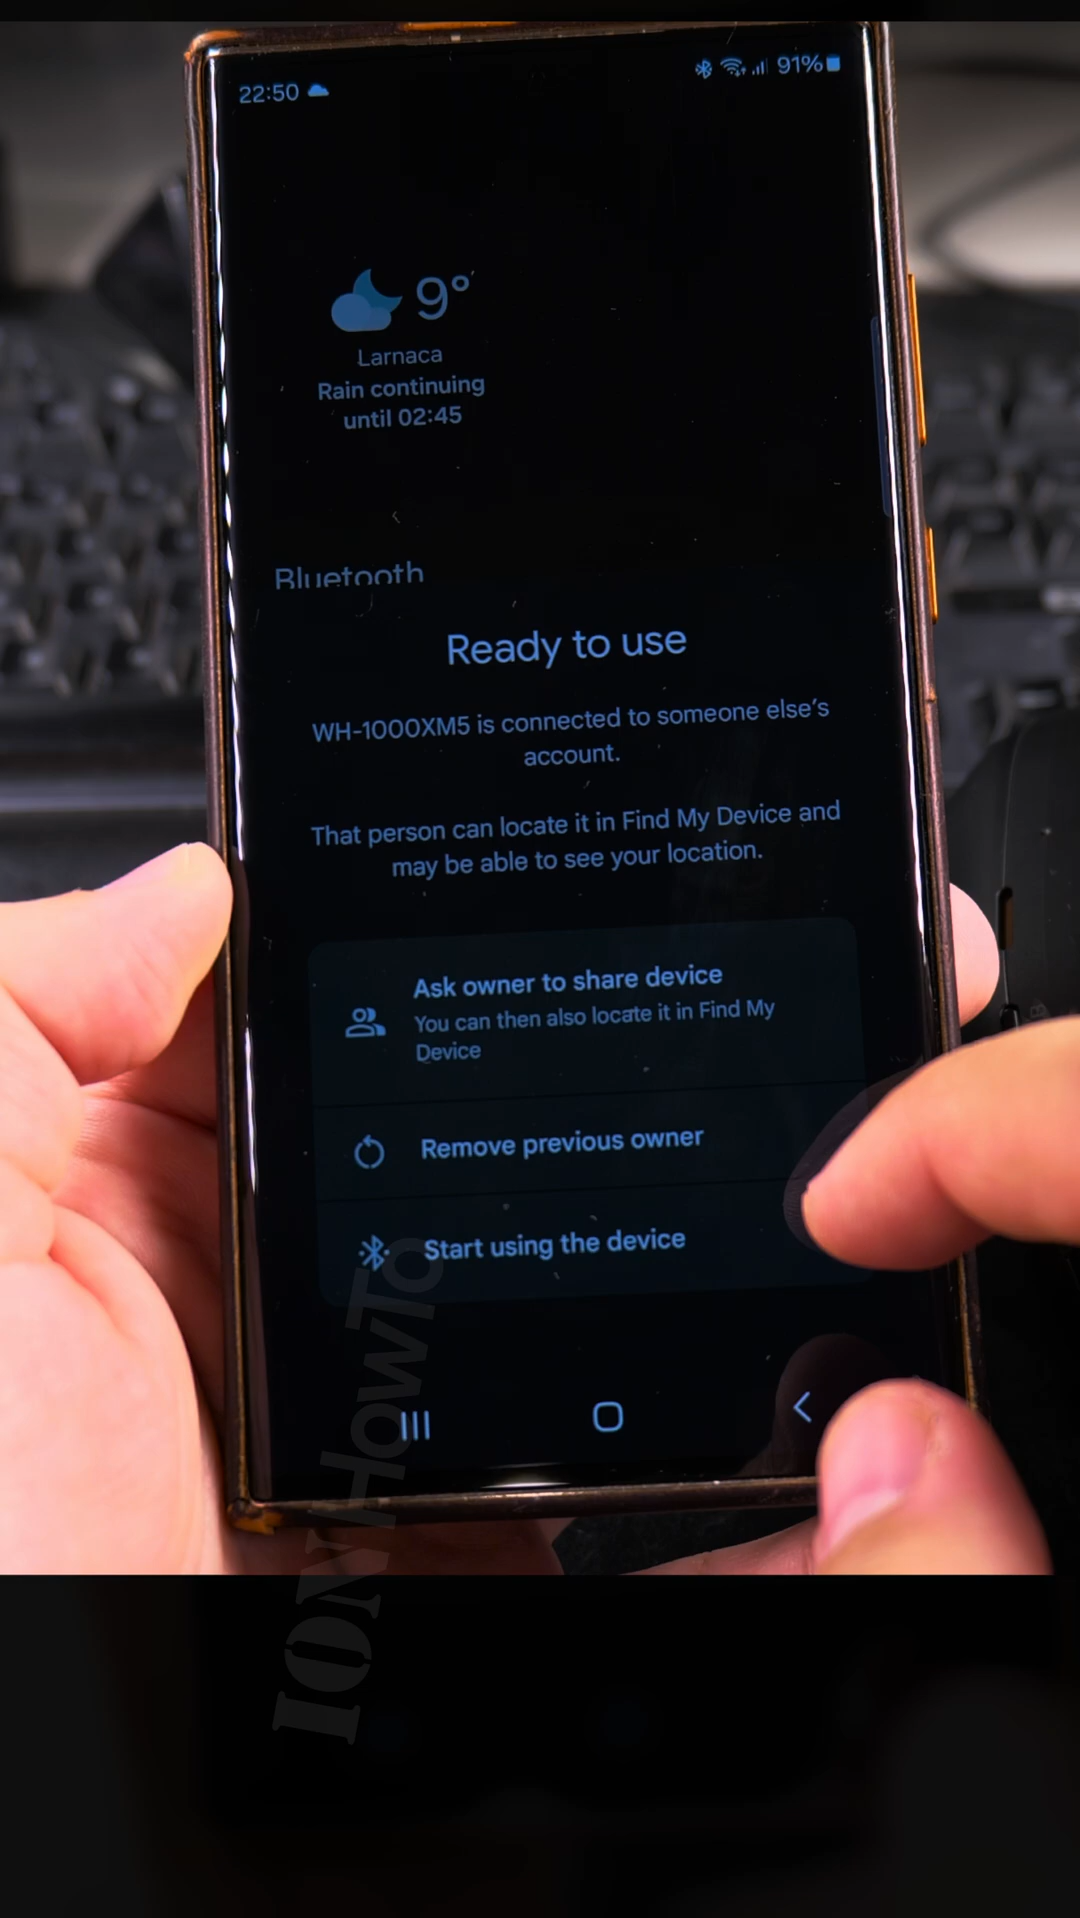 22:50
91%
9°
Larnaca
Rain continuing
until 02:45
Bluetooth
Ready to use
WH-1000XM5 is connected to someone else's
account.
That person can locate it in Find My Device and
may be able to see your location.
Ask owner to share device
You can then also locate it in Find My
Device
Remove previous owner
Start using the device
IONHowTo